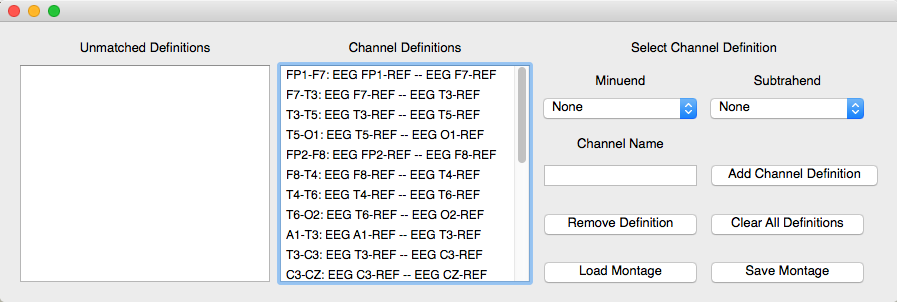 Unmatched Definitions
Channel Definitions
Select Channel Definition
FP1-F7: EEG FP1-REF -- EEG F7-REF
F7-T3: EEG F7-REF -- EEG T3-REF
T3-T5: EEG T3-REF -- EEG T5-REF
T5-O1: EEG T5-REF -- EEG O1-REF
FP2-F8: EEG FP2-REF -- EEG F8-REF
F8-T4: EEG F8-REF -- EEG T4-REF
T4-T6: EEG T4-REF -- EEG T6-REF
T6-O2: EEG T6-REF -- EEG O2-REF
A1-T3: EEG A1-REF -- EEG T3-REF
T3-C3: EEG T3-REF -- EEG C3-REF
C3-CZ: EEG C3-REF -- EEG CZ-REF
Minuend
Subtrahend
None
None
Channel Name
Add Channel Definition
Remove Definition
Clear All Definitions
Load Montage
Save Montage